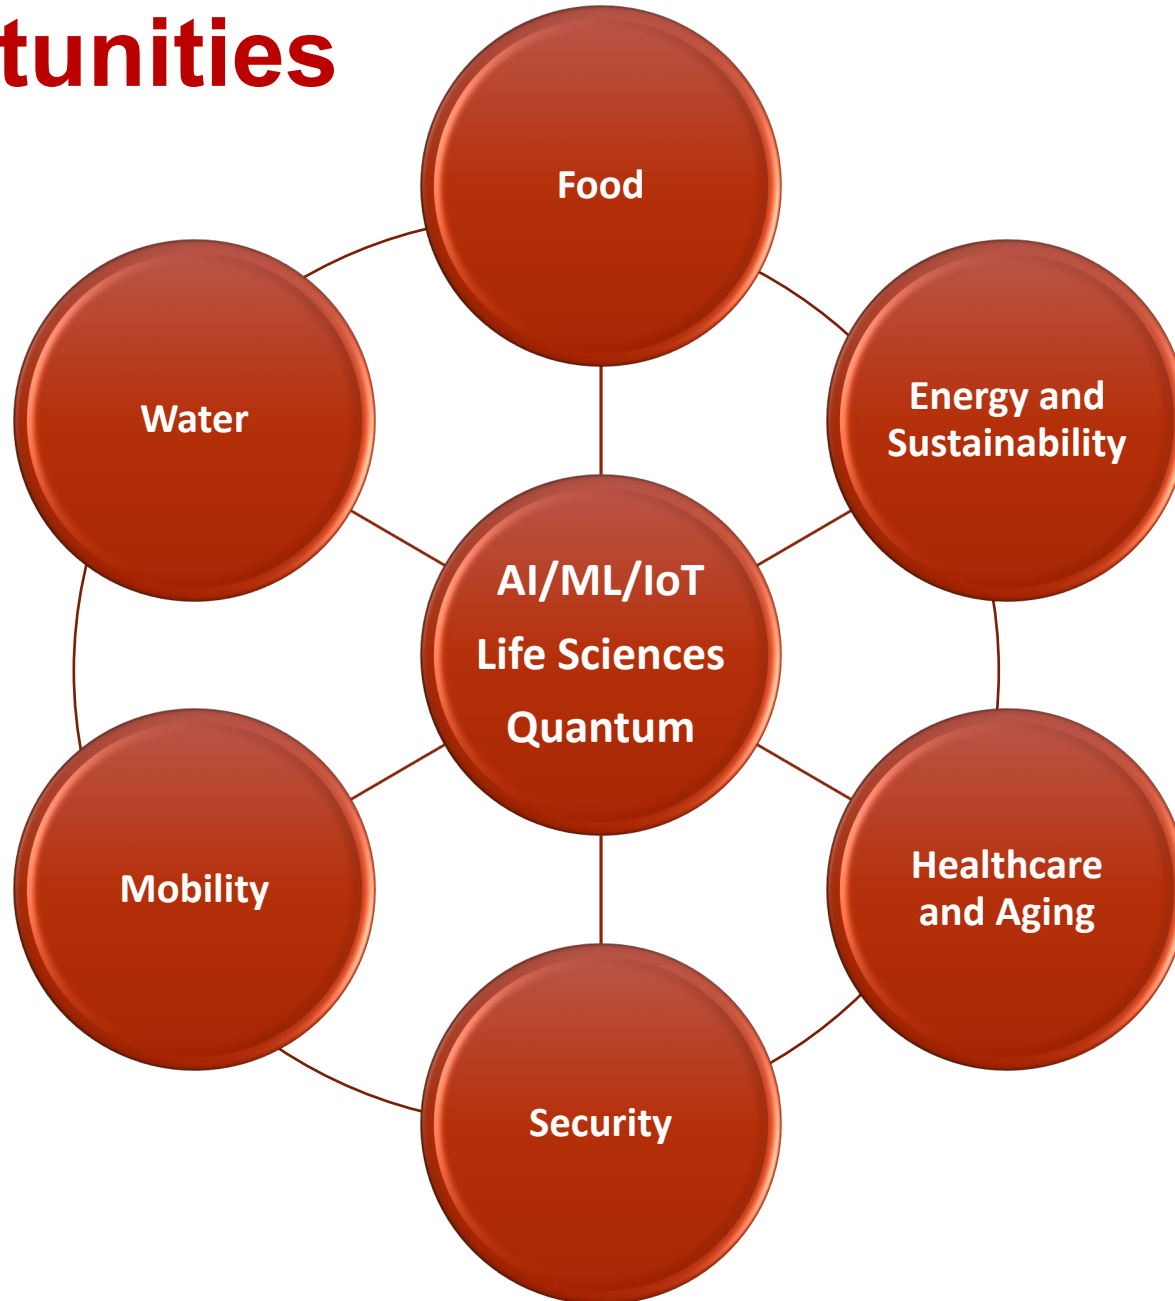 tunities
Food
Water
Energy and
Sustainability
AI/ML/IoT
Life Sciences
Quantum
Mobility
Healthcare
and Aging
Security